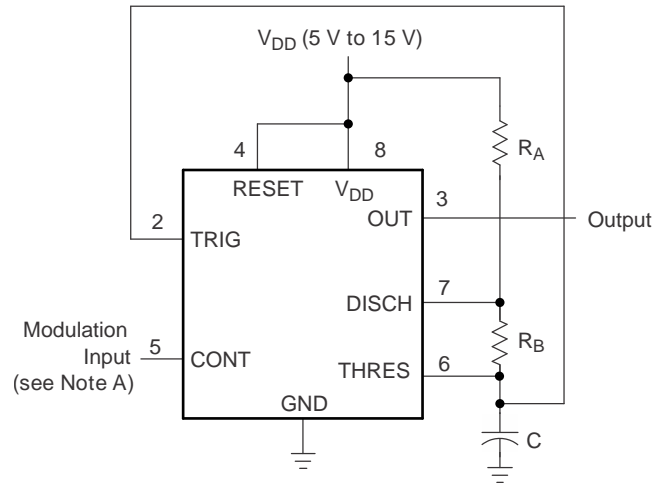 V_DD (5 V to 15 V)
4
8
R_A
RESET
V_DD
3
2
OUT
Output
TRIG
7
DISCH
Modulation
Input
(see Note A)
5
CONT
R_B
THRES
6
GND
C